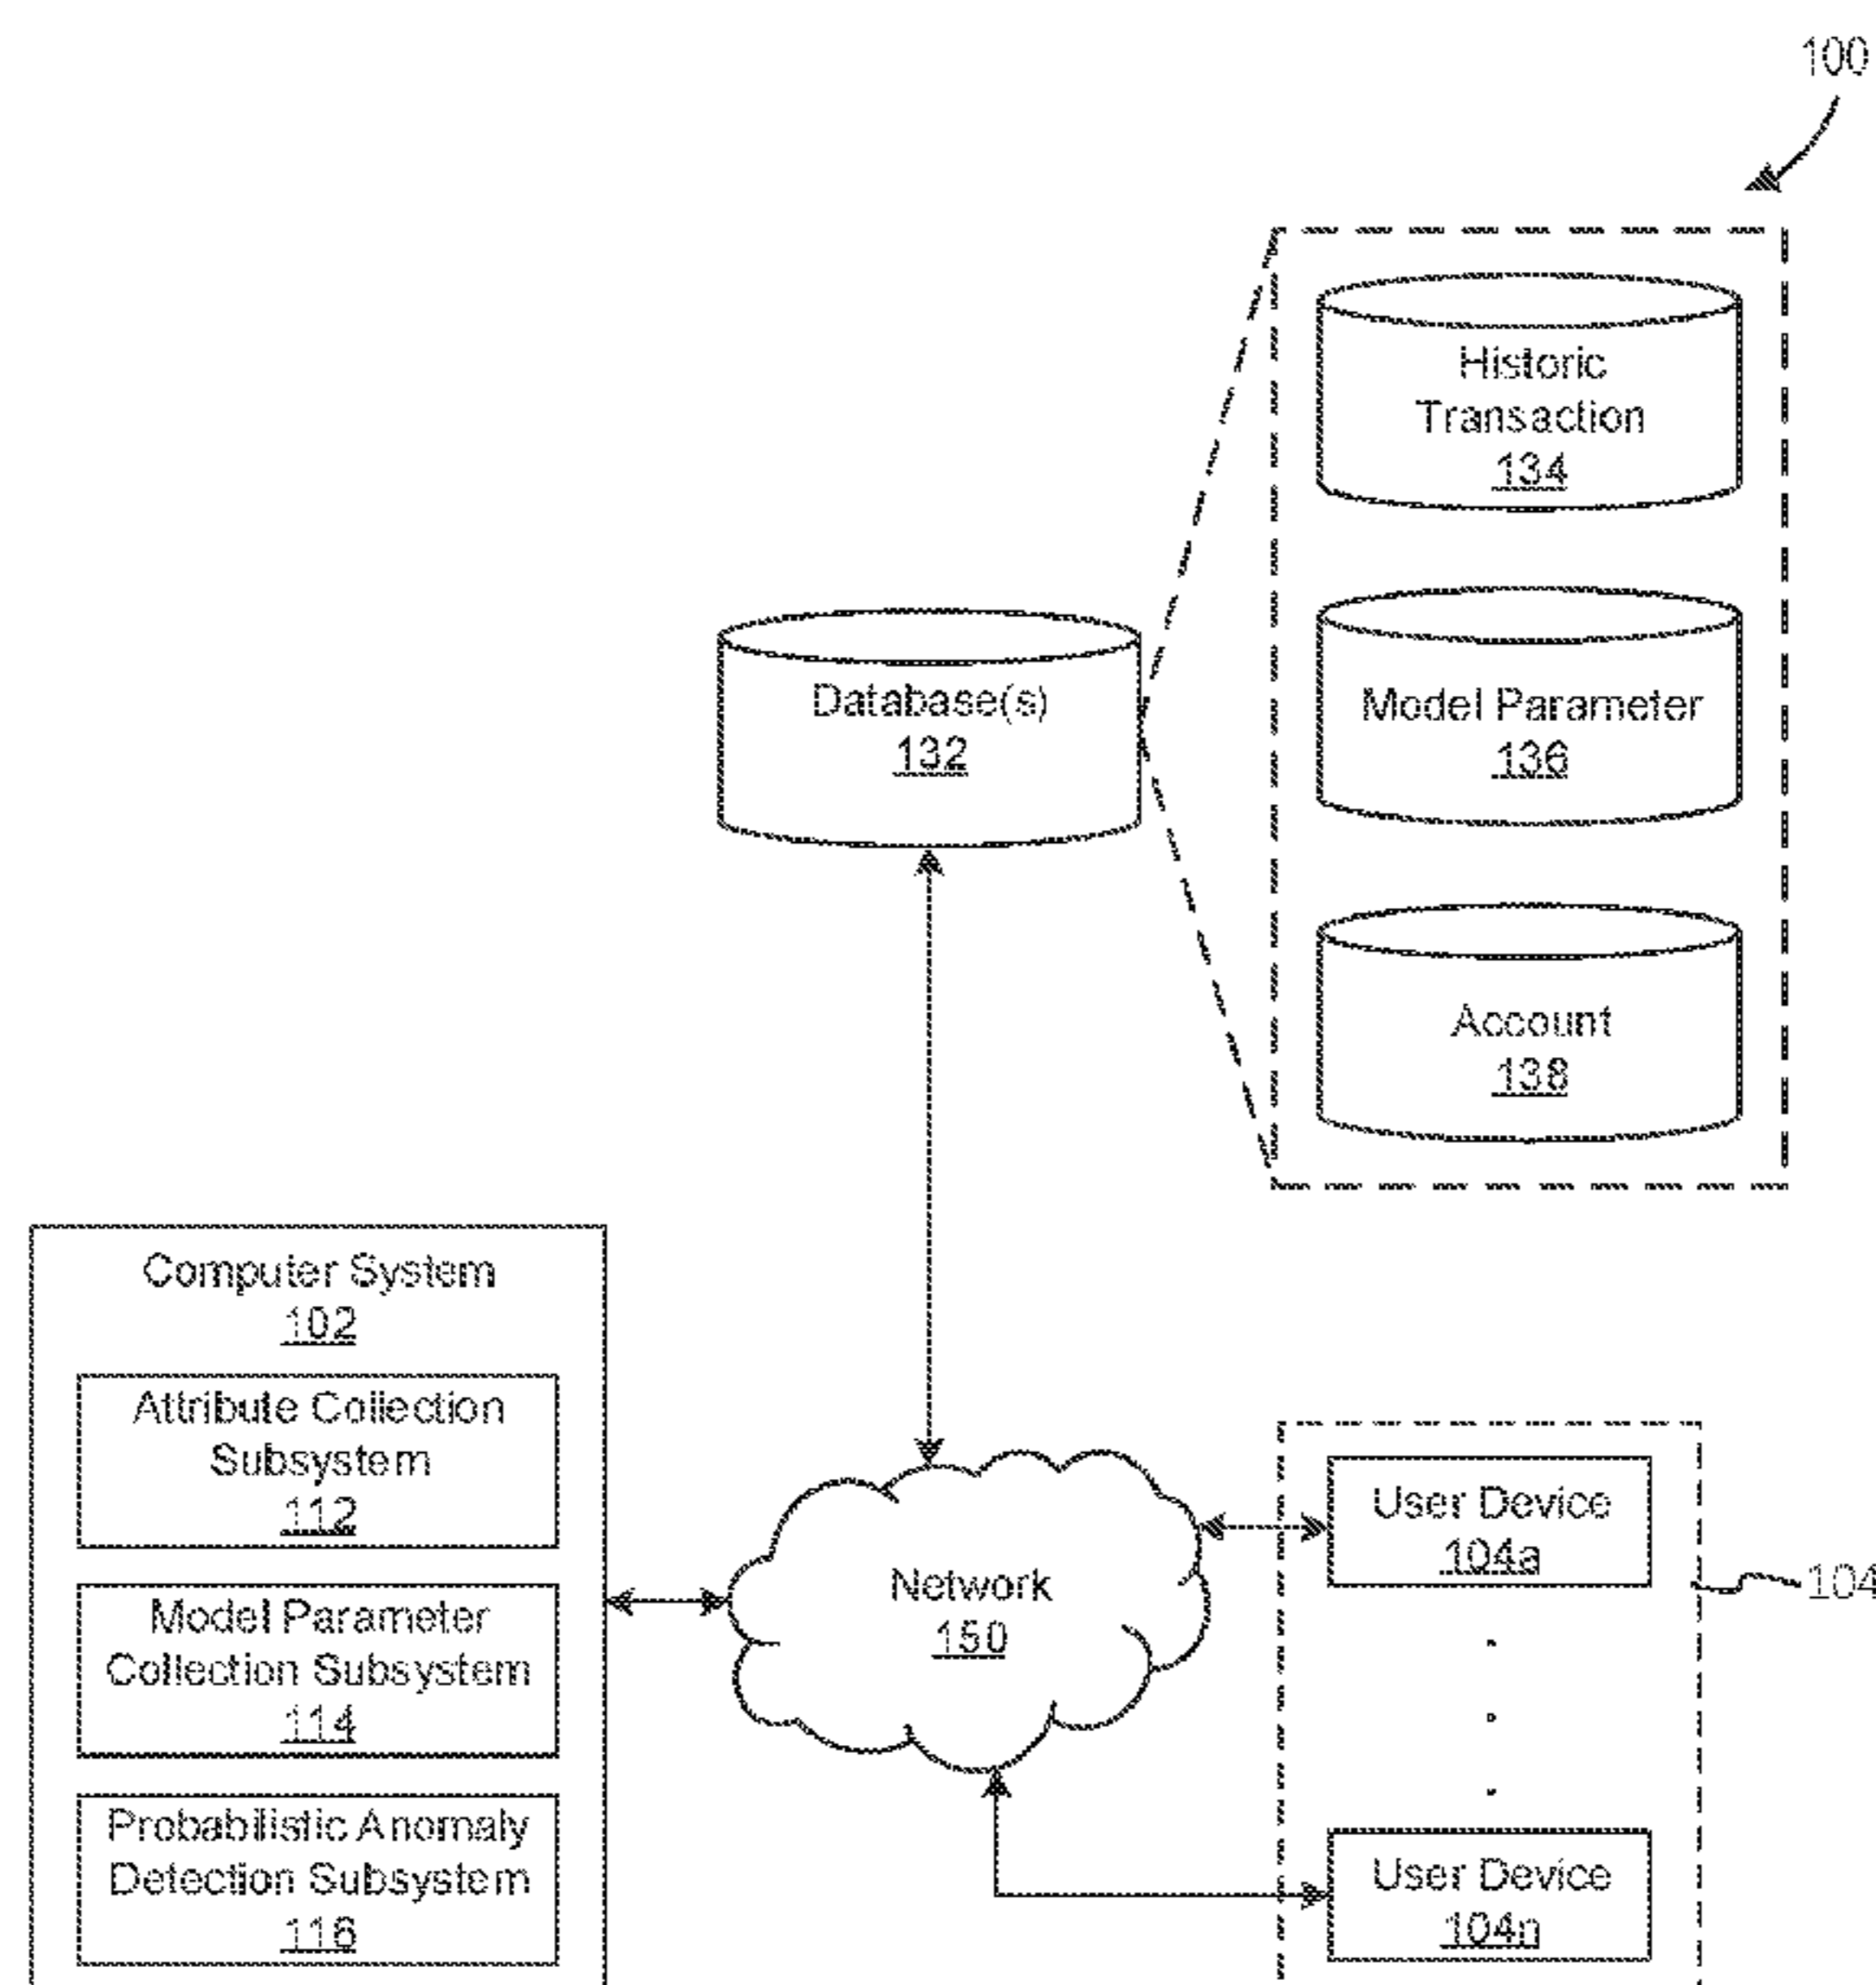 100
Historic
Transaction
134
Database(s)
132
Model Parameter
136
Account
138
Computer System
102
Attribute Collection
Subsystem
112
Model Parameter
Collection Subsystem
114
Probabilistic Anomaly
Detection Subsystem
116
Network
150
User Device
104a
104
User Device
104n